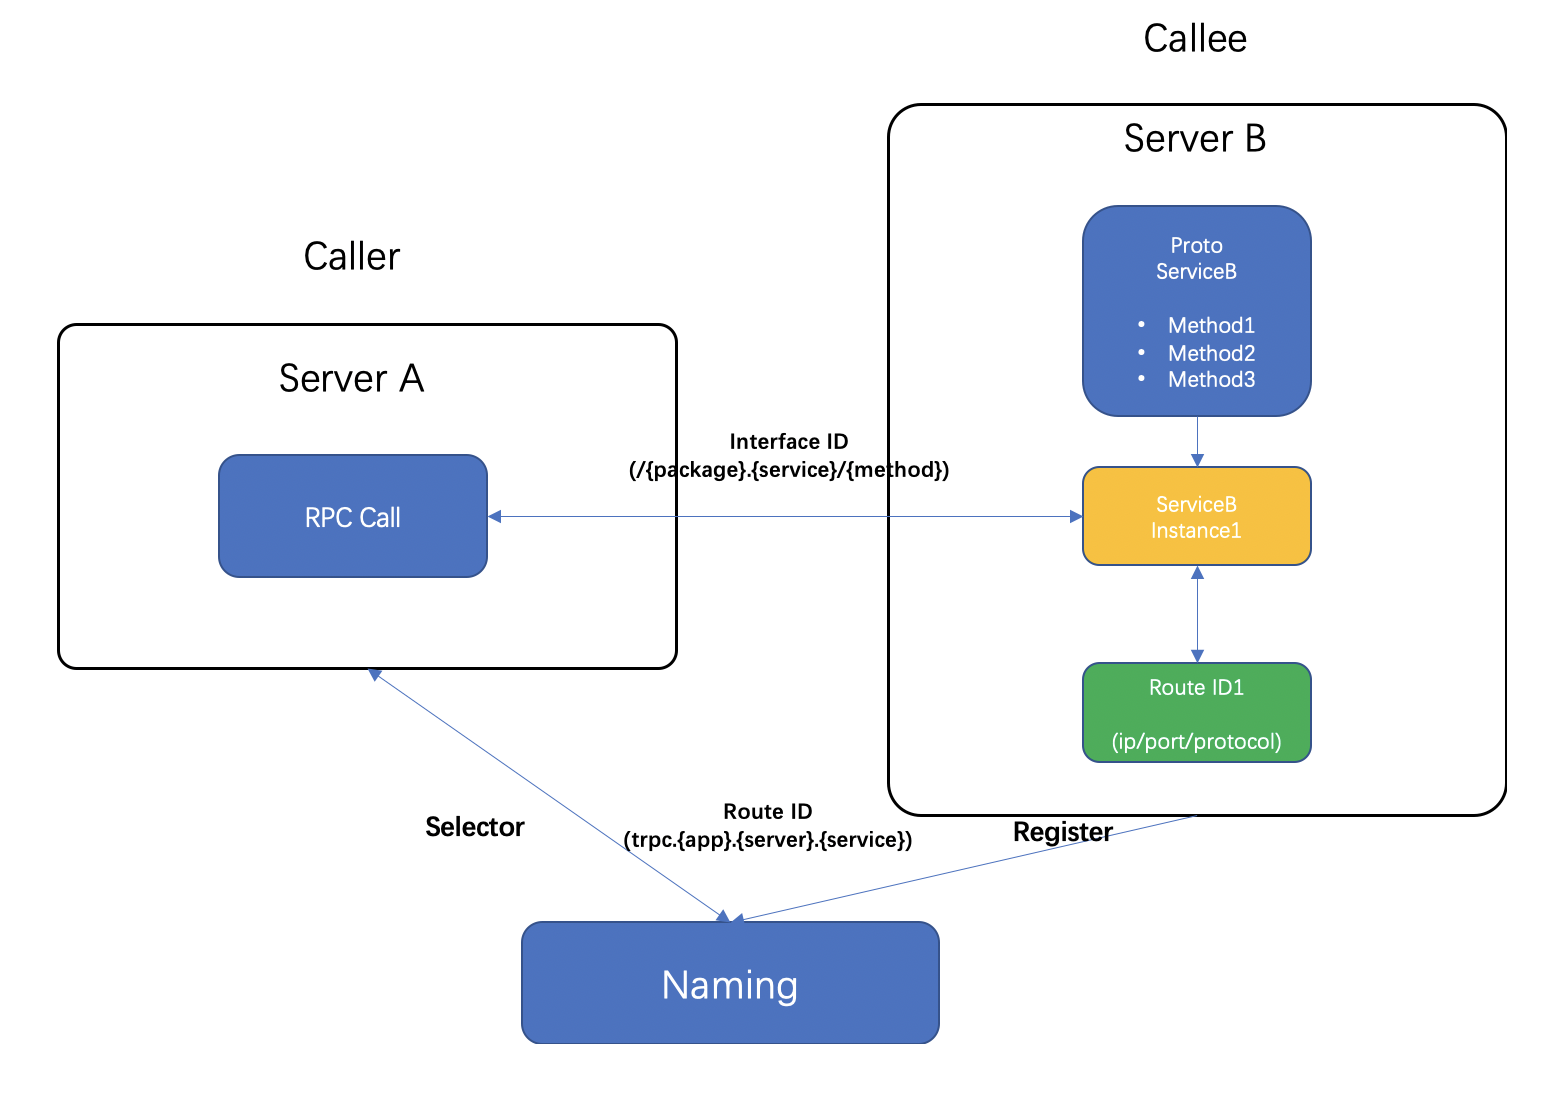 Callee
Server B
Proto
ServiceB
• Method1
• Method2
• Method3
Caller
Server A
RPC Call
Interface ID
(/{package}.{service}/{method})
ServiceB
Instance1
Route ID1
(ip/port/protocol)
Selector
Route ID
(trpc.{app}.{server}.{service})
Register
Naming